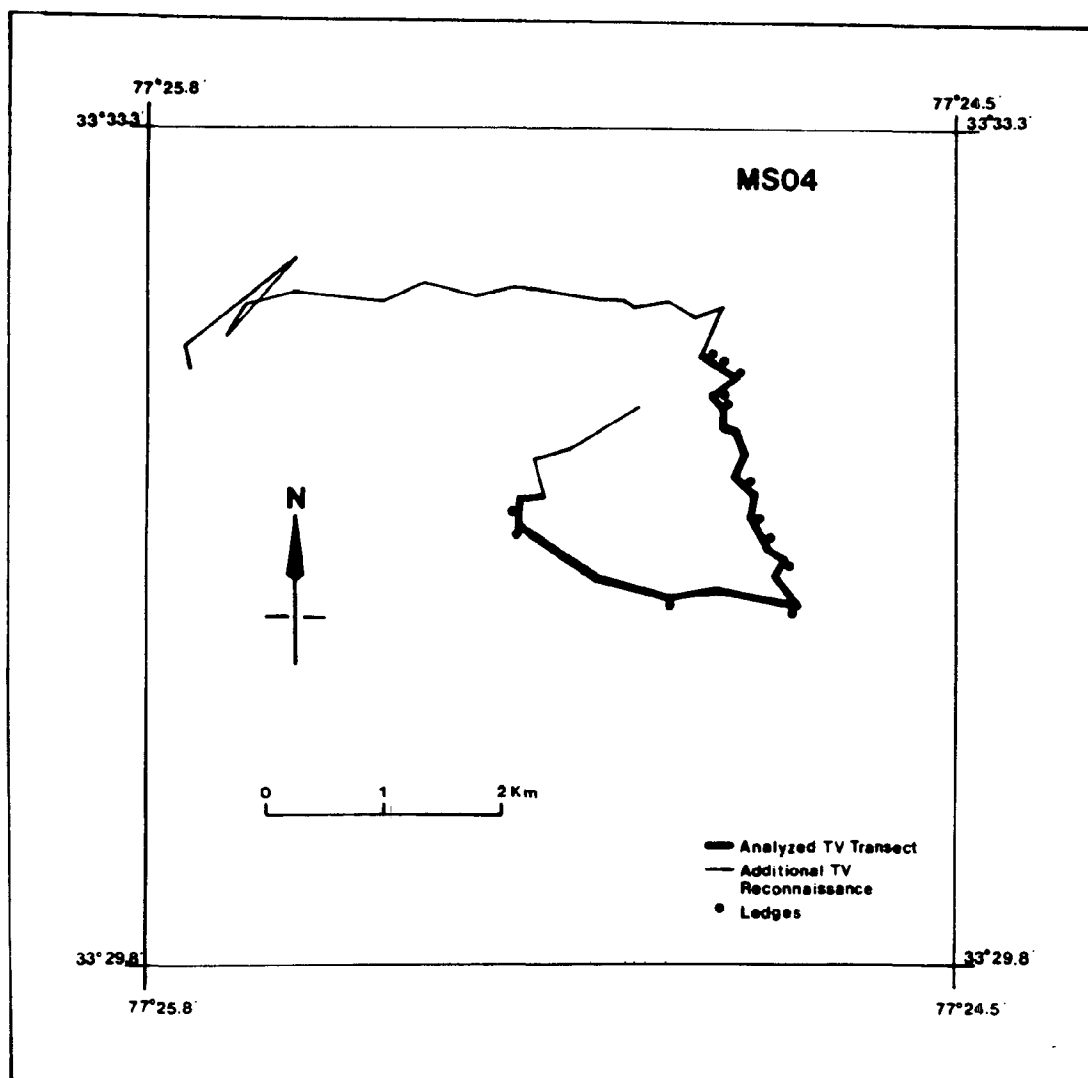 77°25.8'
77°24.5'
33°33.3'
33°33.3'
MS04
N
0 1 2 Km
Analyzed TV Transect
Additional TV
Reconnaissance
Ledges
33°29.8'
33°29.8'
77°25.8'
77°24.5'